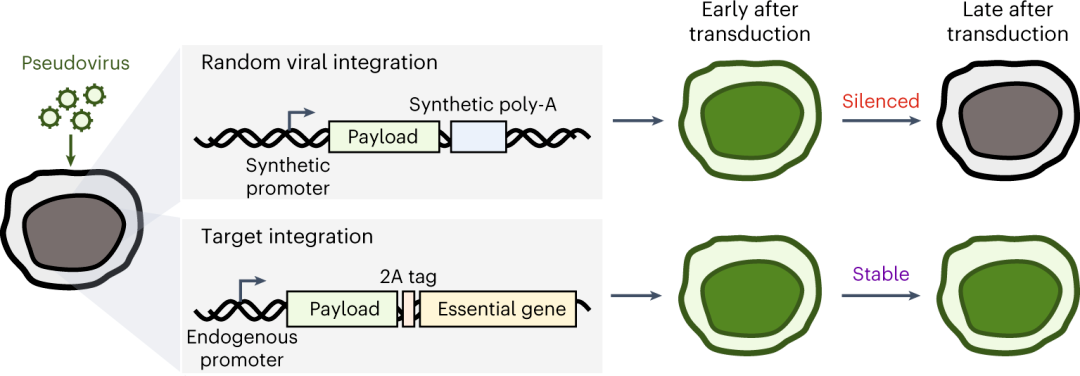 Pseudovirus
Random viral integration
Synthetic poly-A
Payload
Synthetic
promoter
Target integration
2A tag
Payload
Essential gene
Endogenous
promoter
Early after
transduction
Late after
transduction
Silenced
Stable